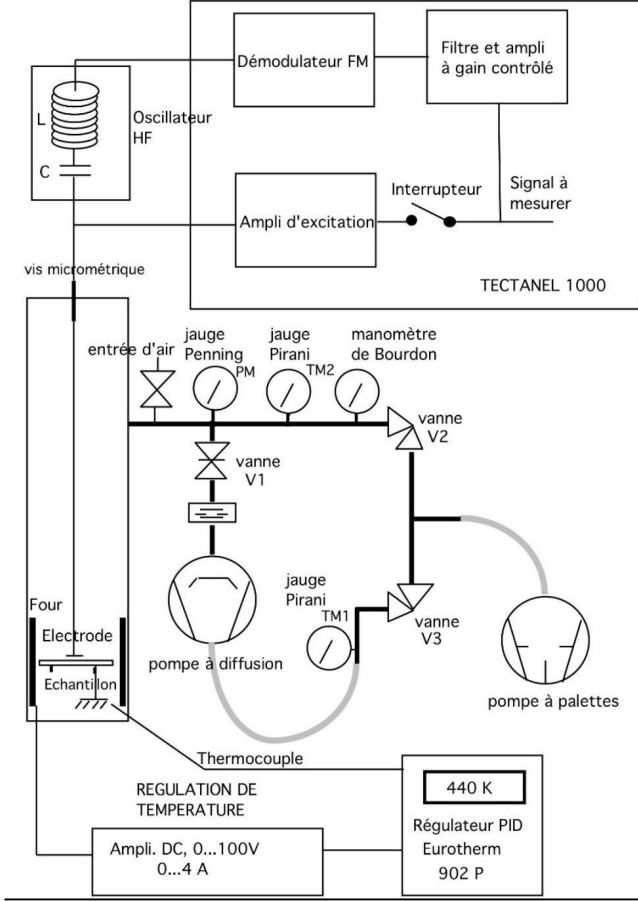 Démodulateur FM
Filtre et ampli
à gain contrôlé
L
Oscillateur
HF
C
Interrupteur
Signal à
mesurer
Ampli d'excitation
vis micrométrique
TECTANEL 1000
entrée d'air
jauge
Penning
PM
jauge
Pirani
TM2
manomètre
de Bourdon
vanne
V2
vanne
V1
jauge
Pirani
TM1
Four
Electrode
Echantillon
vanne
V3
pompe à diffusion
pompe à palettes
Thermocouple
REGULATION DE
TEMPERATURE
440 K
Régulateur PID
Eurotherm
902 P
Ampli. DC, 0...100V
0...4 A